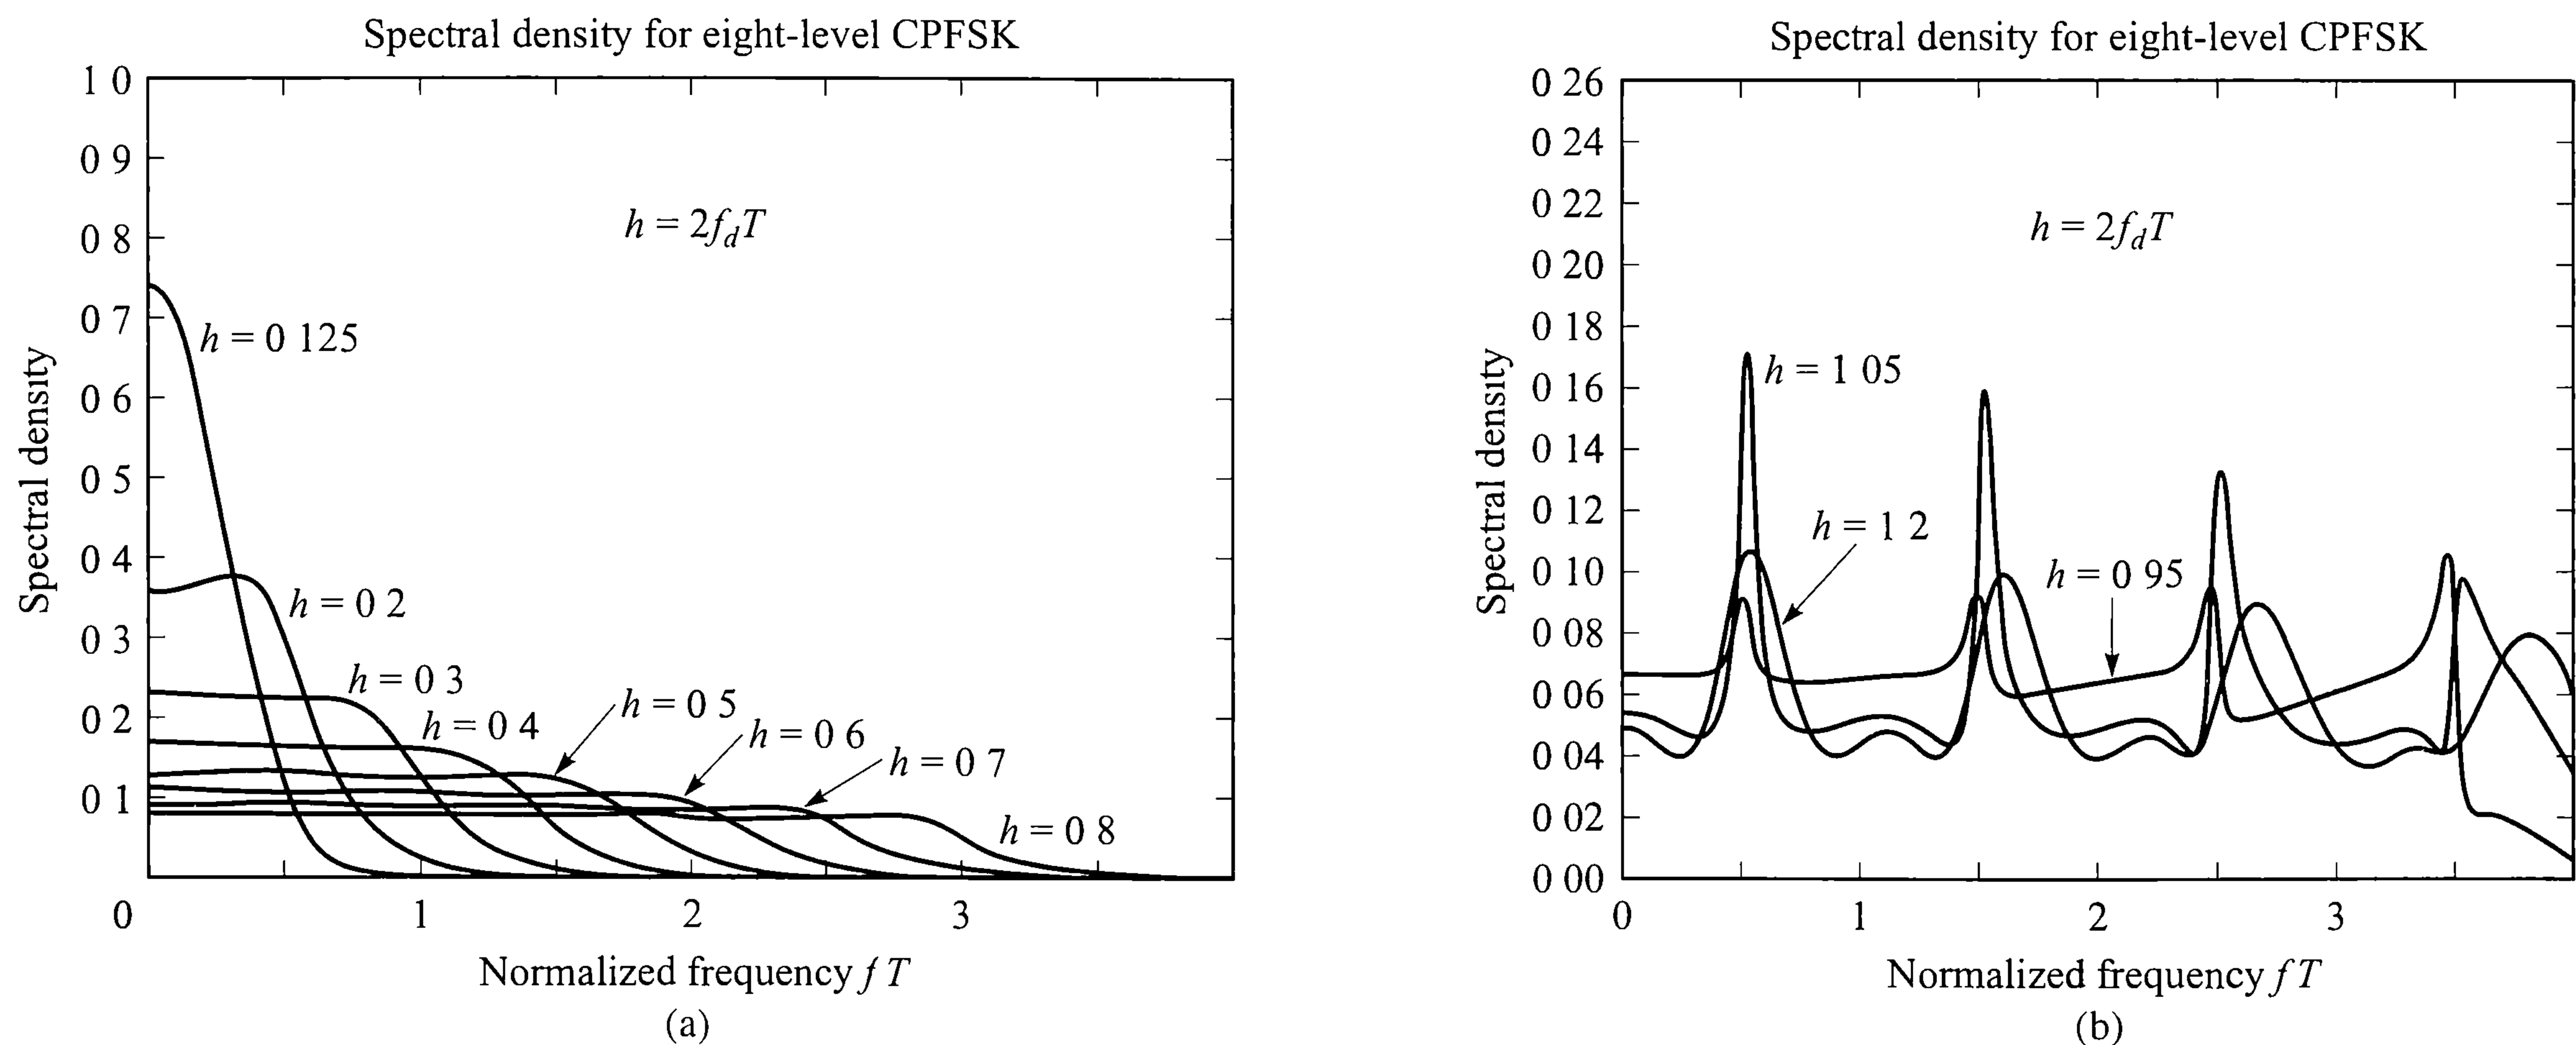 Spectral density for eight-level CPFSK
1 0
0 9
0 8
0 7
0 6
0 5
0 4
0 3
0 2
0 1
0
1
2
3
Spectral density
h = 2f_dT
h = 0 125
h = 0 2
h = 0 3
h = 0 4
h = 0 5
h = 0 6
h = 0 7
h = 0 8
Normalized frequency f T
(a)
Spectral density for eight-level CPFSK
0 26
0 24
0 22
0 20
0 18
0 16
0 14
0 12
0 10
0 08
0 06
0 04
0 02
0 00
0
1
2
3
Spectral density
h = 2f_dT
h = 1 05
h = 1 2
h = 0 95
Normalized frequency f T
(b)